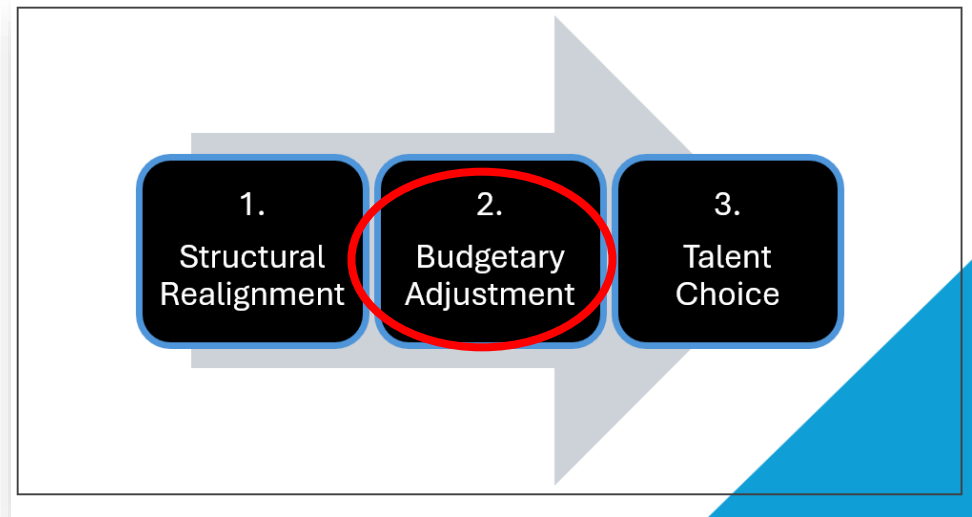 1.
Structural
Realignment
2.
Budgetary
Adjustment
3.
Talent
Choice